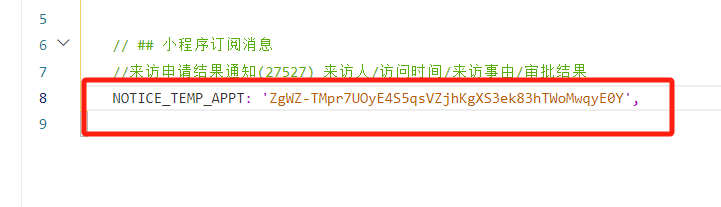 5
6 // ## 小程序订阅消息
7 //来访申请结果通知(27527) 来访人/访问时间/来访事由/审批结果
8 NOTICE_TEMP_APPT: 'ZgWZ-TMpr7UOyE4S5qsVZjhKgXS3ek83hTWoMwqyE0Y',
9